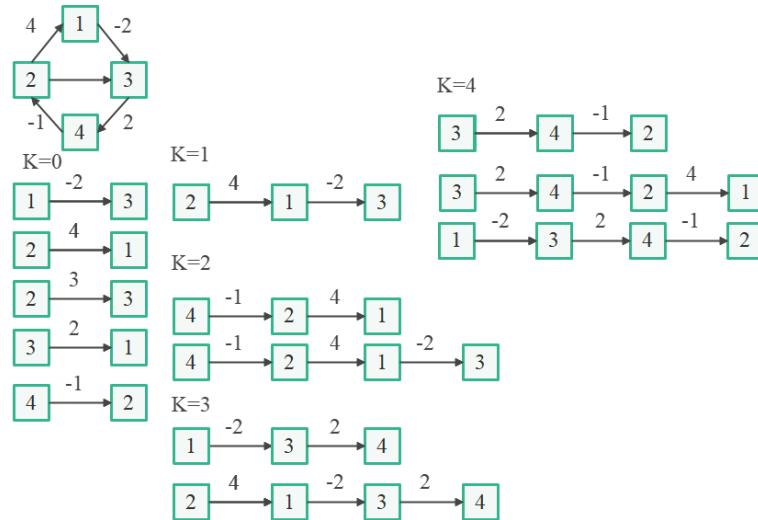 4 1 -2
2 3
-1 4 2
K=0
1 -2 3
2 4 1
2 3 3
3 2 1
4 -1 2
K=1
2 4 1 -2 3
K=2
4 -1 2 4 1
4 -1 2 4 1 -2 3
K=3
1 -2 3 2 4
2 4 1 -2 3 2 4
K=4
3 2 4 -1 2
3 2 4 -1 2 4 1
1 -2 3 2 4 -1 2